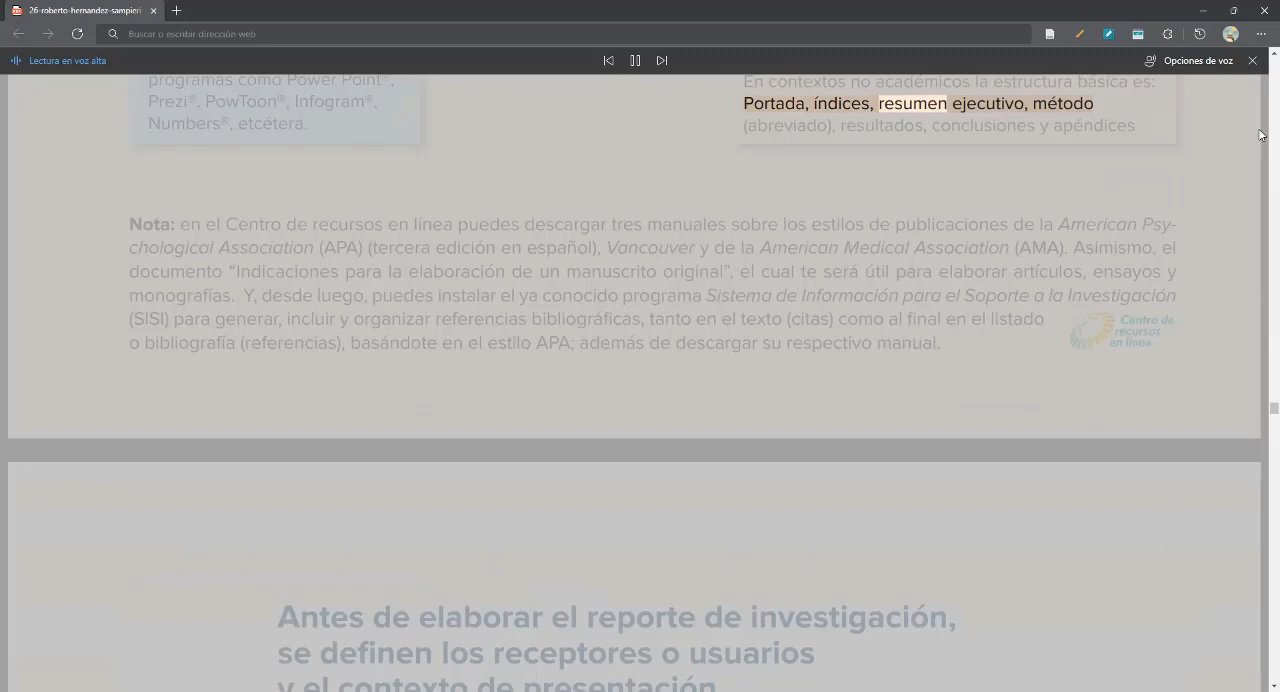 26-roberto-hernandez-sampieri
Buscar o escribir dirección web
Lectura en voz alta
Opciones de voz
programas como Power Point®,
Prezi®, PowToon®, Infogram®,
Numbers®, etcétera.
En contextos no académicos la estructura básica es:
Portada, índices, resumen ejecutivo, método
(abreviado), resultados, conclusiones y apéndices
Nota: en el Centro de recursos en línea puedes descargar tres manuales sobre los estilos de publicaciones de la American Psy-
chological Association (APA) (tercera edición en español), Vancouver y de la American Medical Association (AMA). Asimismo, el
documento “Indicaciones para la elaboración de un manuscrito original”, el cual te será útil para elaborar artículos, ensayos y
monografías. Y, desde luego, puedes instalar el ya conocido programa Sistema de Información para el Soporte a la Investigación
(SISI) para generar, incluir y organizar referencias bibliográficas, tanto en el texto (citas) como al final en el listado
o bibliografía (referencias), basándote en el estilo APA; además de descargar su respectivo manual.
Centro de
recursos
en línea
Antes de elaborar el reporte de investigación,
se definen los receptores o usuarios
y el contexto de presentación